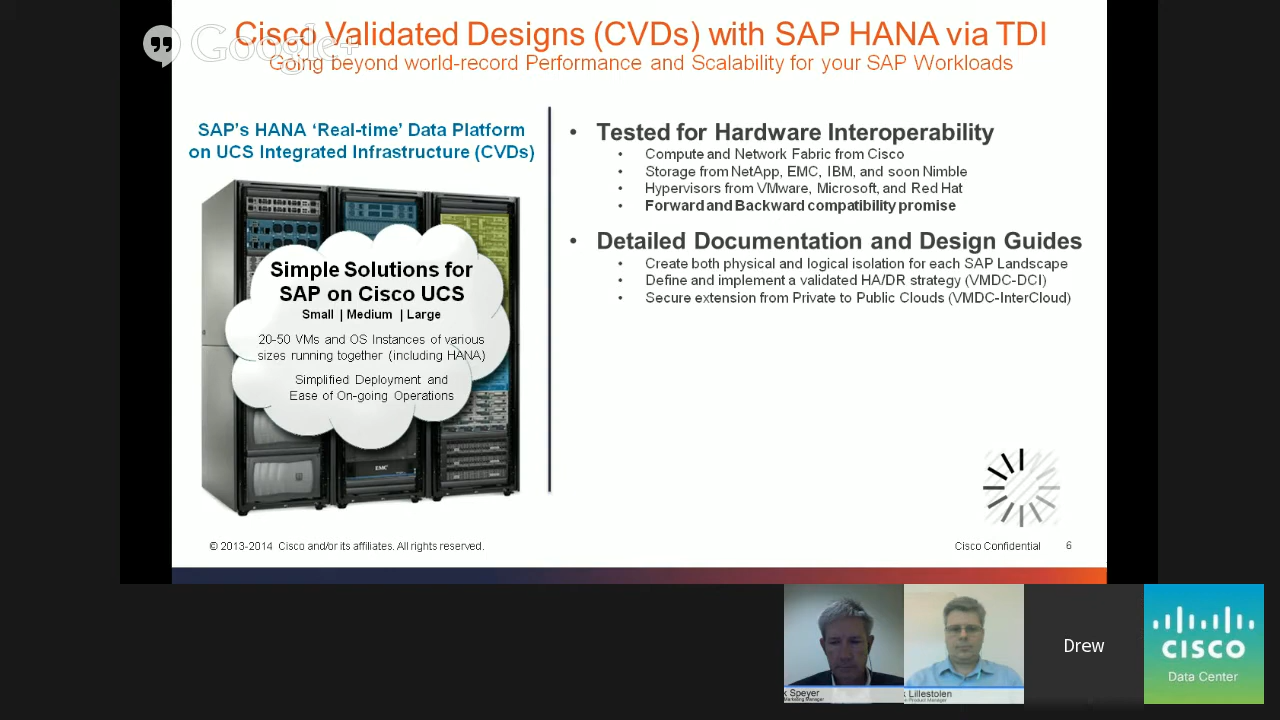 Cisco Validated Designs (CVDs) with SAP HANA via TDI
Google+
Going beyond world-record Performance and Scalability for your SAP Workloads
SAP's HANA 'Real-time' Data Platform
on UCS Integrated Infrastructure (CVDs)
Simple Solutions for
SAP on Cisco UCS
Small | Medium | Large
20-50 VMs and OS Instances of various
sizes running together (including HANA)
Simplified Deployment and
Ease of On-going Operations
EMC
• Tested for Hardware Interoperability
• Compute and Network Fabric from Cisco
• Storage from NetApp, EMC, IBM, and soon Nimble
• Hypervisors from VMware, Microsoft, and Red Hat
• Forward and Backward compatibility promise
• Detailed Documentation and Design Guides
• Create both physical and logical isolation for each SAP Landscape
• Define and implement a validated HA/DR strategy (VMDC-DCI)
• Secure extension from Private to Public Clouds (VMDC-InterCloud)
© 2013-2014 Cisco and/or its affiliates. All rights reserved.
Cisco Confidential 6
k Speyer
Marketing Manager
k Lillestolen
Product Manager
Drew
CISCO
Data Center